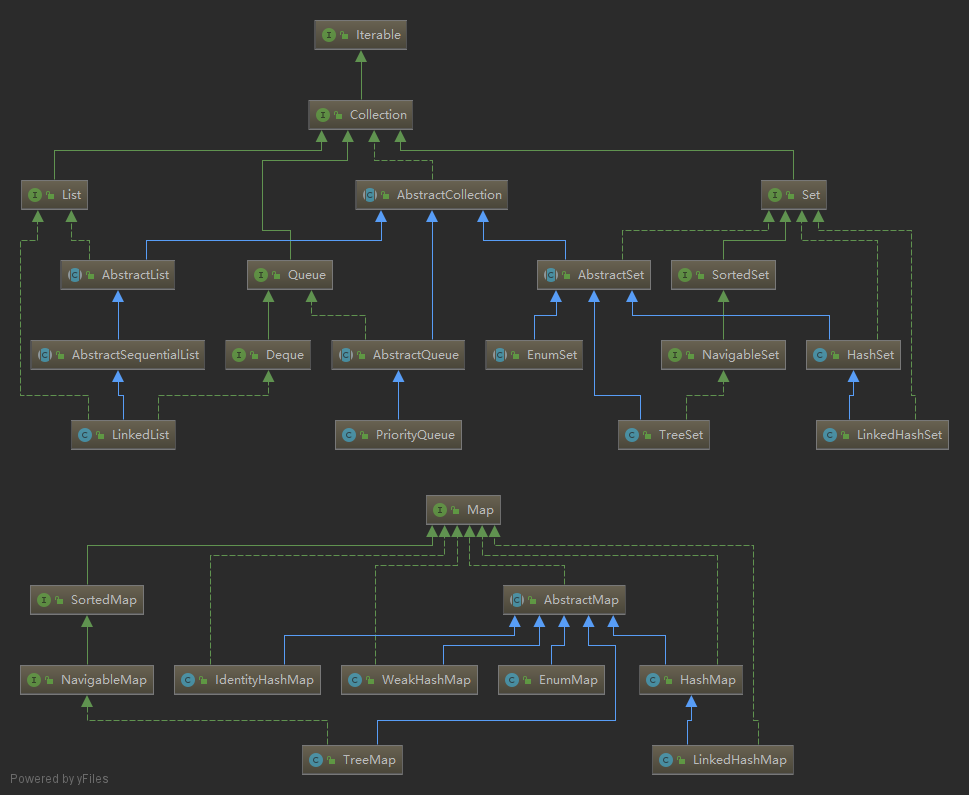 Iterable
Collection
List
AbstractCollection
Set
AbstractList
Queue
AbstractSet
SortedSet
AbstractSequentialList
Deque
AbstractQueue
EnumSet
NavigableSet
HashSet
LinkedList
PriorityQueue
TreeSet
LinkedHashSet
Map
SortedMap
AbstractMap
NavigableMap
IdentityHashMap
WeakHashMap
EnumMap
HashMap
TreeMap
LinkedHashMap
Powered by yFiles